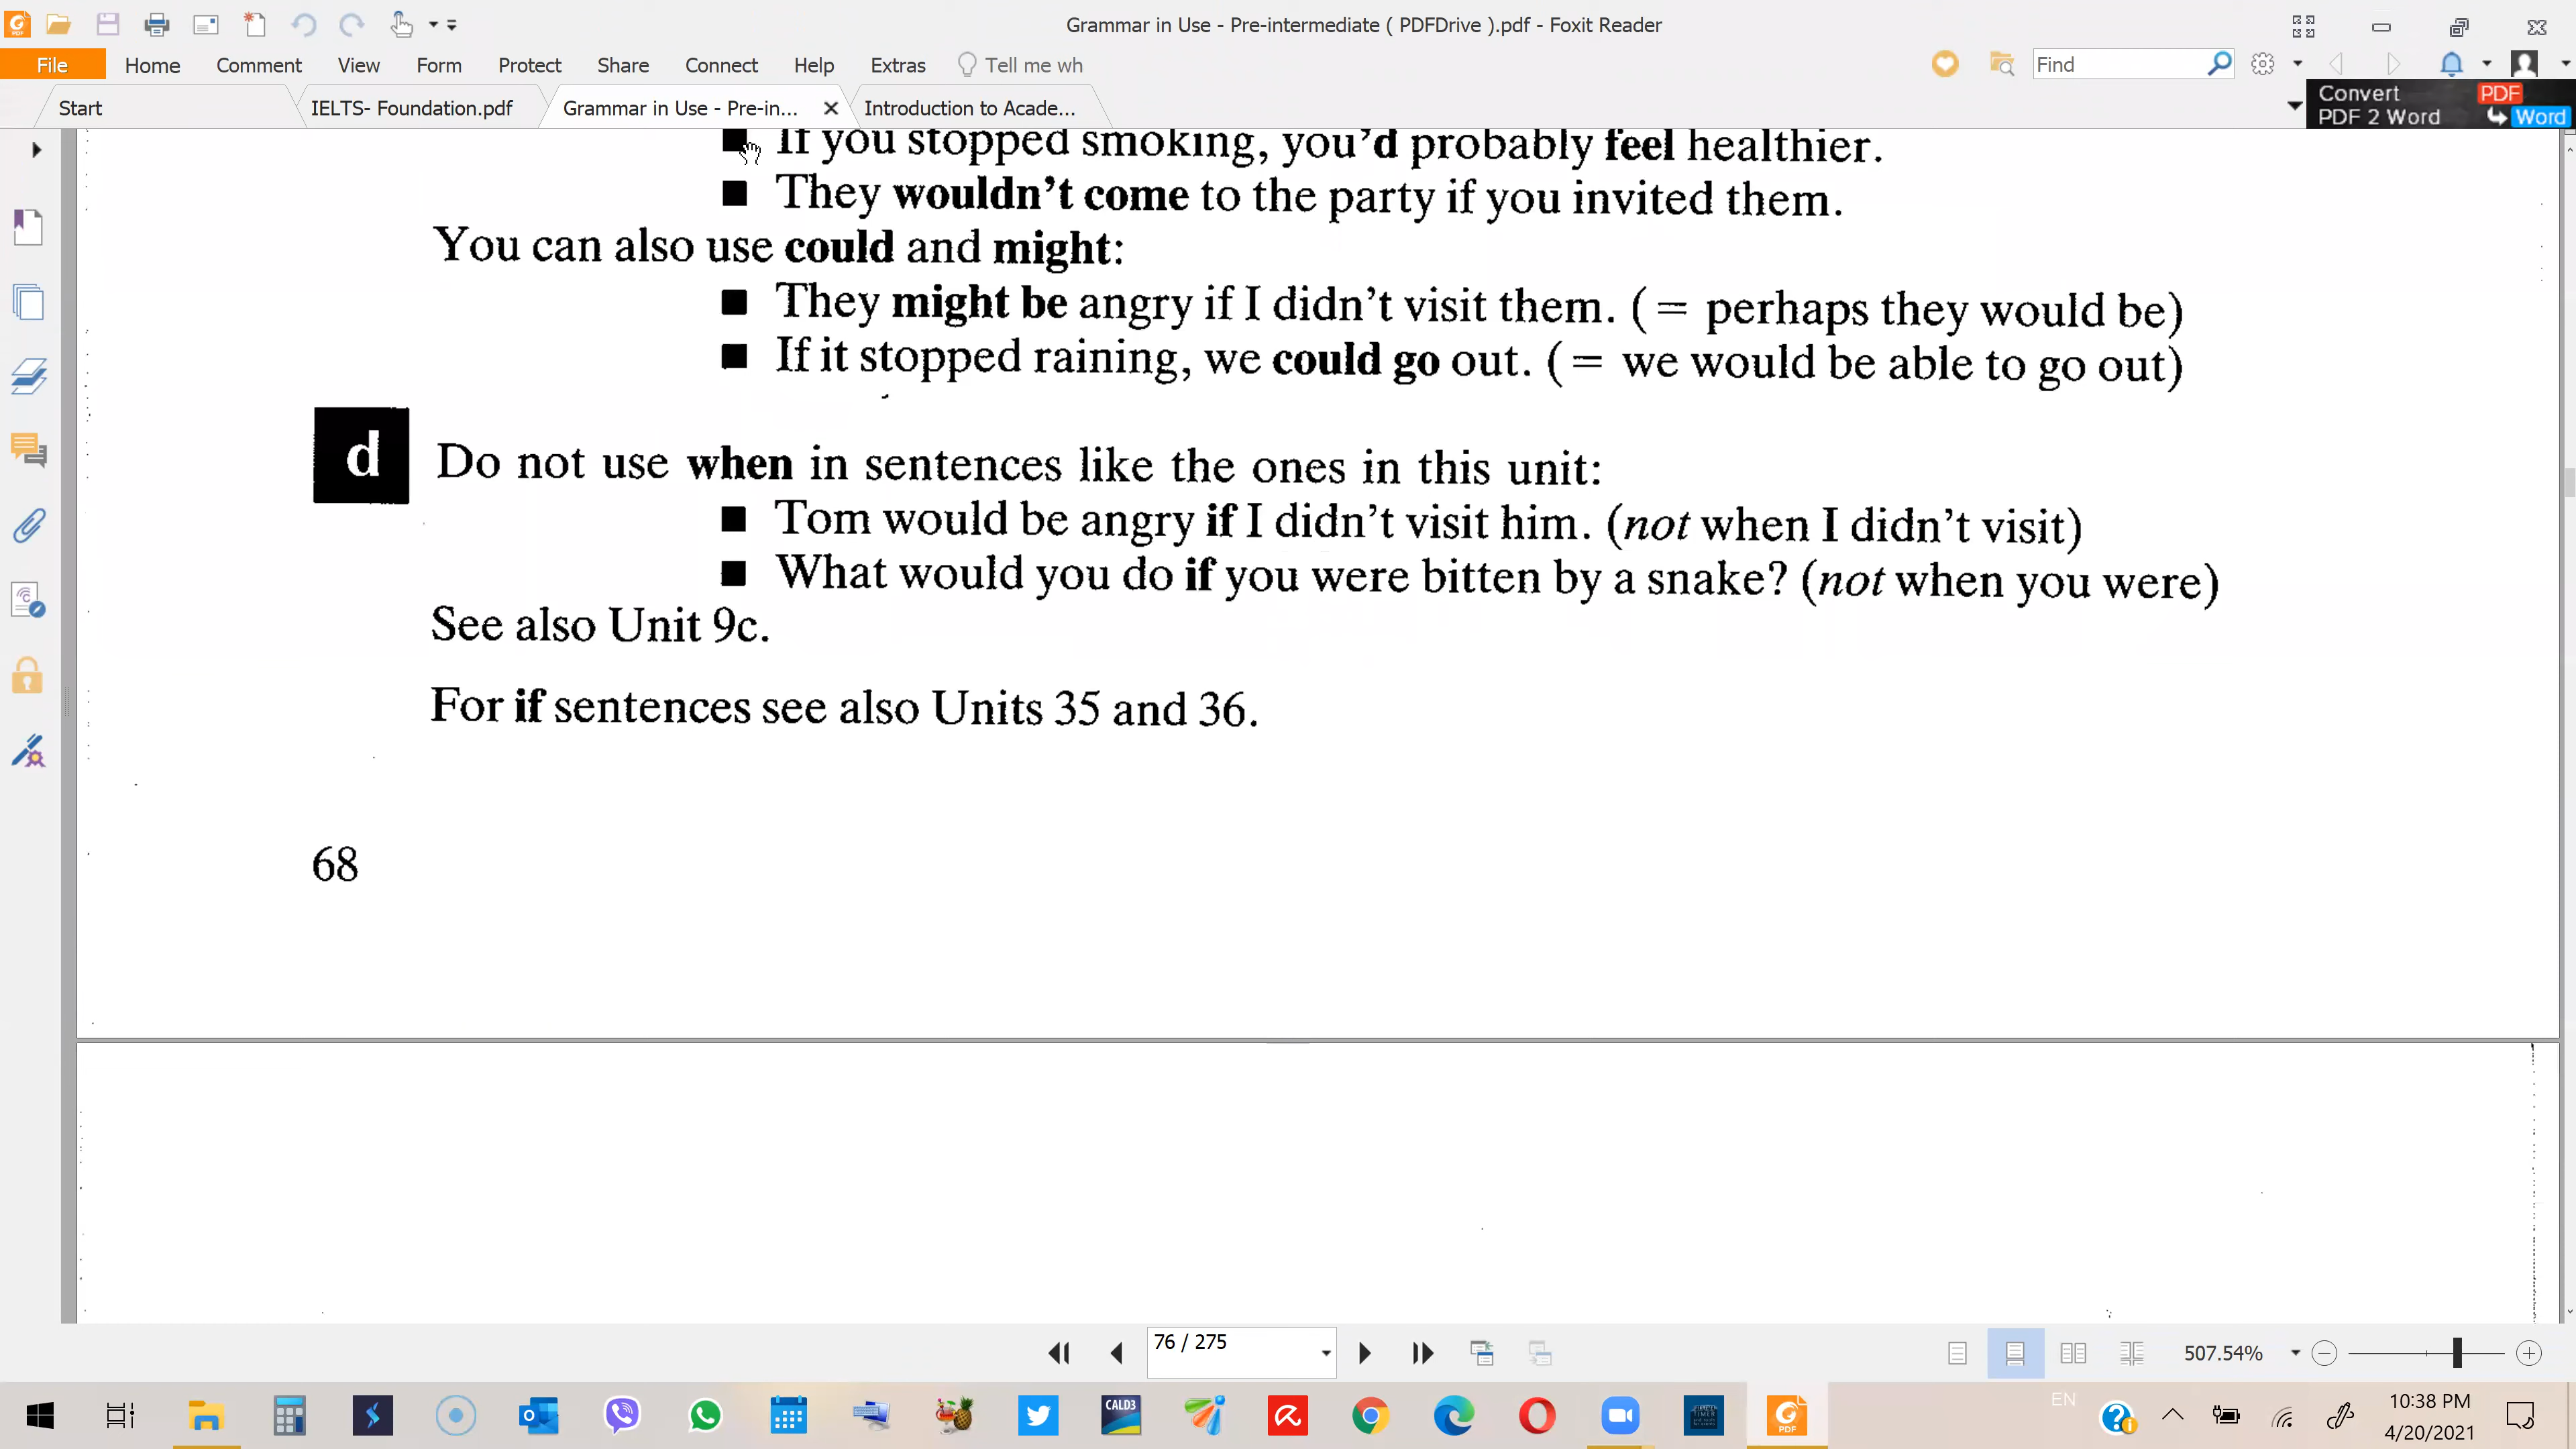 Grammar in Use - Pre-intermediate ( PDFDrive ).pdf - Foxit Reader
File Home Comment View Form Protect Share Connect Help Extras Tell me wh Find
Start IELTS- Foundation.pdf Grammar in Use - Pre-in... Introduction to Acade... Convert PDF
PDF 2 Word Word
If you stopped smoking, you’d probably feel healthier.
They wouldn’t come to the party if you invited them.
You can also use could and might:
They might be angry if I didn’t visit them. ( = perhaps they would be)
If it stopped raining, we could go out. ( = we would be able to go out)
d Do not use when in sentences like the ones in this unit:
Tom would be angry if I didn’t visit him. (not when I didn’t visit)
What would you do if you were bitten by a snake? (not when you were)
See also Unit 9c.
For if sentences see also Units 35 and 36.
68
76 / 275 507.54%
CALD3 PDF EN 10:38 PM
4/20/2021